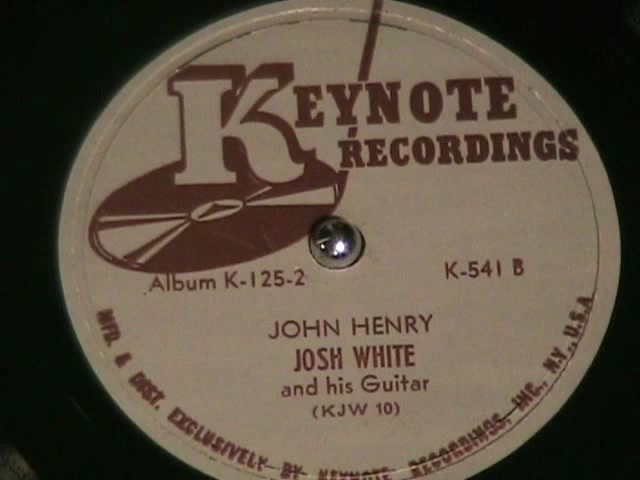 KEYNOTE
RECORDINGS
Album K-125-2
K-541 B
JOHN HENRY
JOSH WHITE
and his Guitar
(KJW 10)
MFD. & DIST. EXCLUSIVELY BY KEYNOTE RECORDINGS, INC., N.Y., U.S.A.